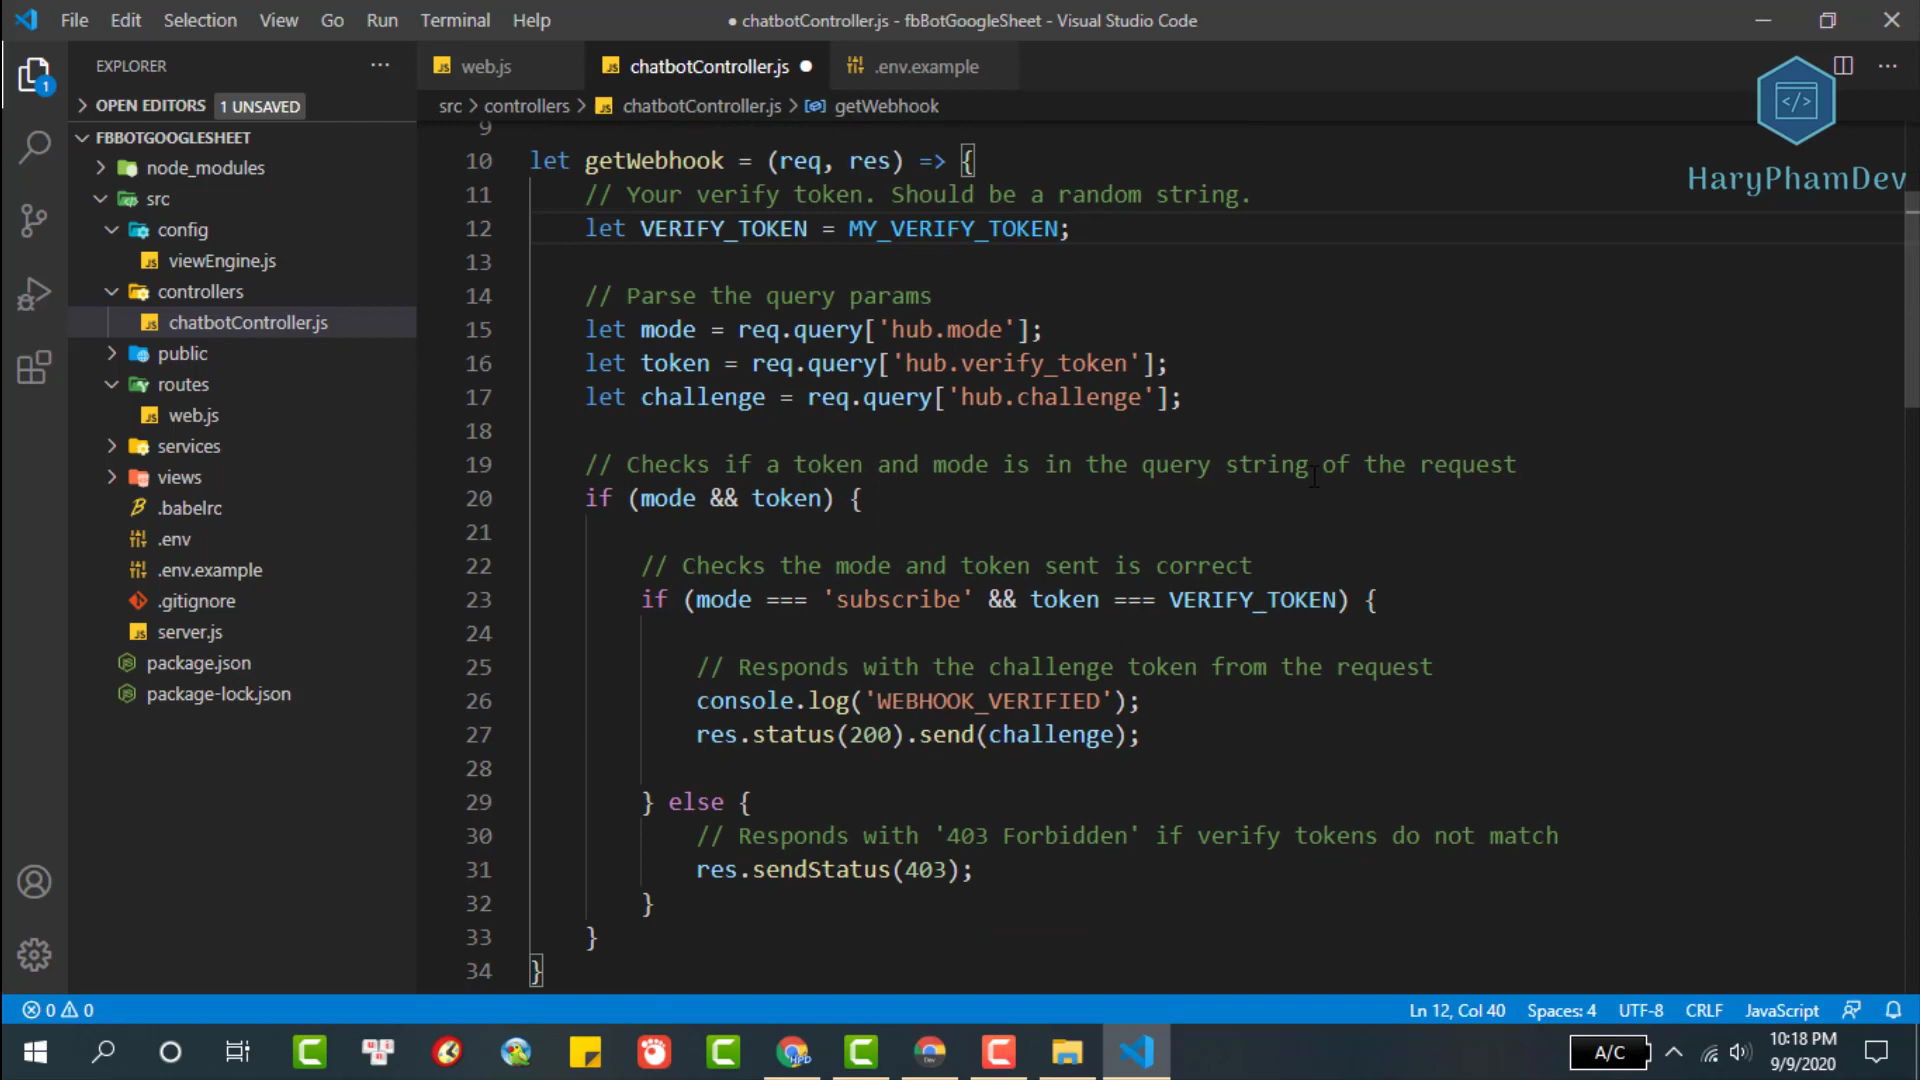 File Edit Selection View Go Run Terminal Help
● chatbotController.js - fbBotGoogleSheet - Visual Studio Code
EXPLORER
OPEN EDITORS 1 UNSAVED
FBBOTGOOGLESHEET
node_modules
src
config
viewEngine.js
controllers
chatbotController.js
public
routes
web.js
services
views
.babelrc
.env
.env.example
.gitignore
server.js
package.json
package-lock.json
web.js chatbotController.js ● .env.example
src > controllers > chatbotController.js > getWebhook
HaryPhamDev
9
10 let getWebhook = (req, res) => {
11 // Your verify token. Should be a random string.
12 let VERIFY_TOKEN = MY_VERIFY_TOKEN;
13
14 // Parse the query params
15 let mode = req.query['hub.mode'];
16 let token = req.query['hub.verify_token'];
17 let challenge = req.query['hub.challenge'];
18
19 // Checks if a token and mode is in the query string of the request
20 if (mode && token) {
21
22 // Checks the mode and token sent is correct
23 if (mode === 'subscribe' && token === VERIFY_TOKEN) {
24
25 // Responds with the challenge token from the request
26 console.log('WEBHOOK_VERIFIED');
27 res.status(200).send(challenge);
28
29 } else {
30 // Responds with '403 Forbidden' if verify tokens do not match
31 res.sendStatus(403);
32 }
33 }
34 }
0 0
Ln 12, Col 40 Spaces: 4 UTF-8 CRLF JavaScript
A/C
10:18 PM
9/9/2020